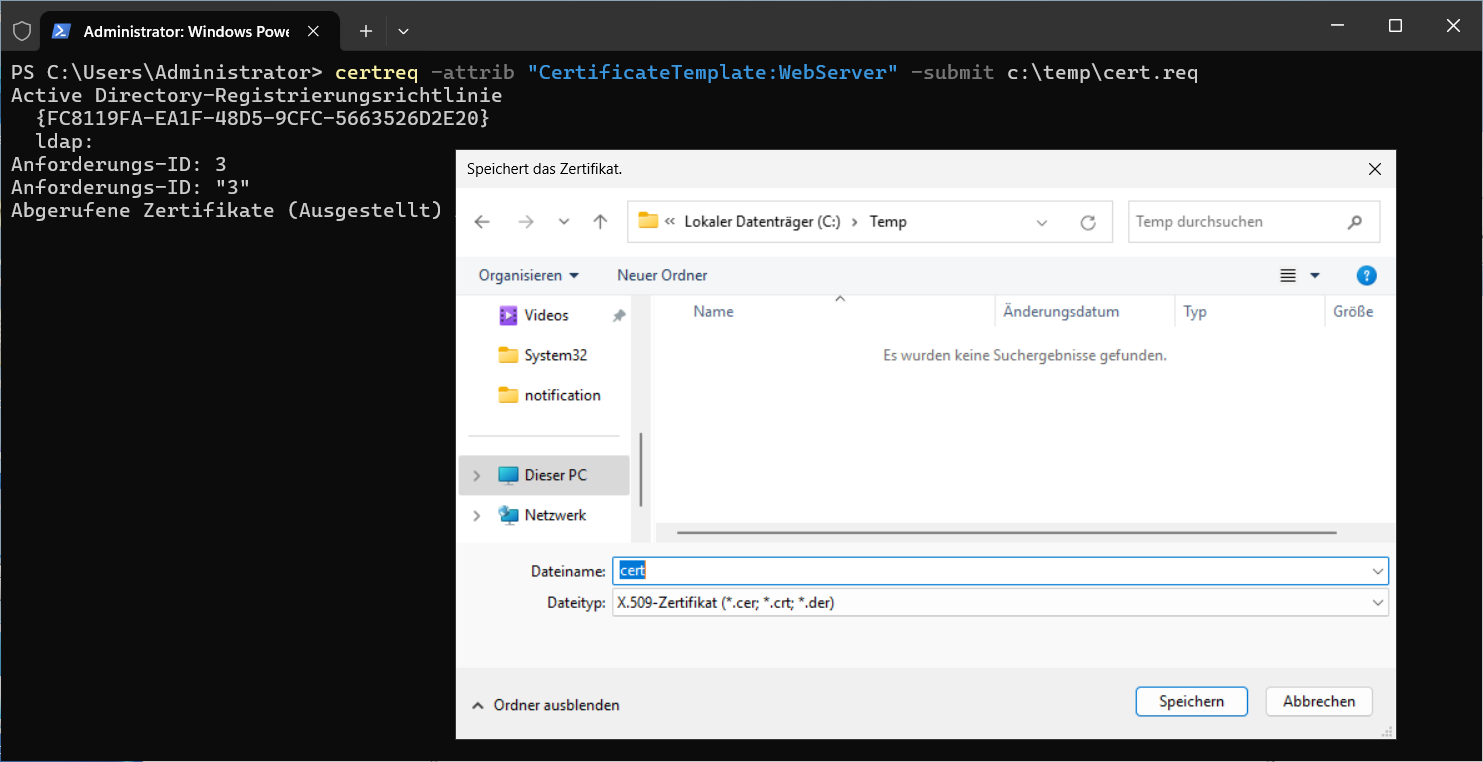 Administrator: Windows Powe
PS C:\Users\Administrator> certreq -attrib "CertificateTemplate:WebServer" -submit c:\temp\cert.req
Active Directory-Registrierungsrichtlinie
{FC8119FA-EA1F-48D5-9CFC-5663526D2E20}
ldap:
Anforderungs-ID: 3
Anforderungs-ID: "3"
Abgerufene Zertifikate (Ausgestellt)
Speichert das Zertifikat.
« Lokaler Datenträger (C:) › Temp
Temp durchsuchen
Organisieren Neuer Ordner
Videos
System32
notification
Dieser PC
Netzwerk
Name Änderungsdatum Typ Größe
Es wurden keine Suchergebnisse gefunden.
Dateiname: cert
Dateityp: X.509-Zertifikat (*.cer; *.crt; *.der)
Ordner ausblenden
Speichern Abbrechen